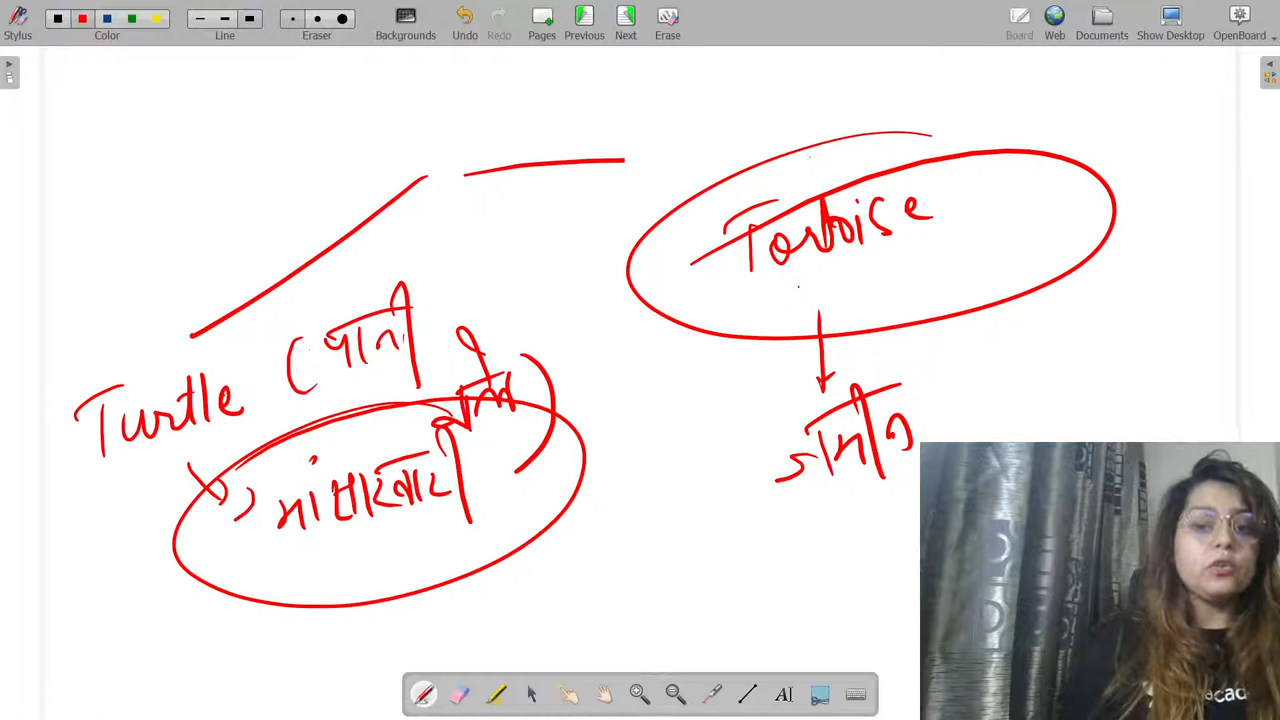 Stylus
Color
Line
Eraser
Backgrounds
Undo
Redo
Pages
Previous
Next
Erase
Board
Web
Documents
Show Desktop
OpenBoard
Tortoise
Turtle (पानी में)